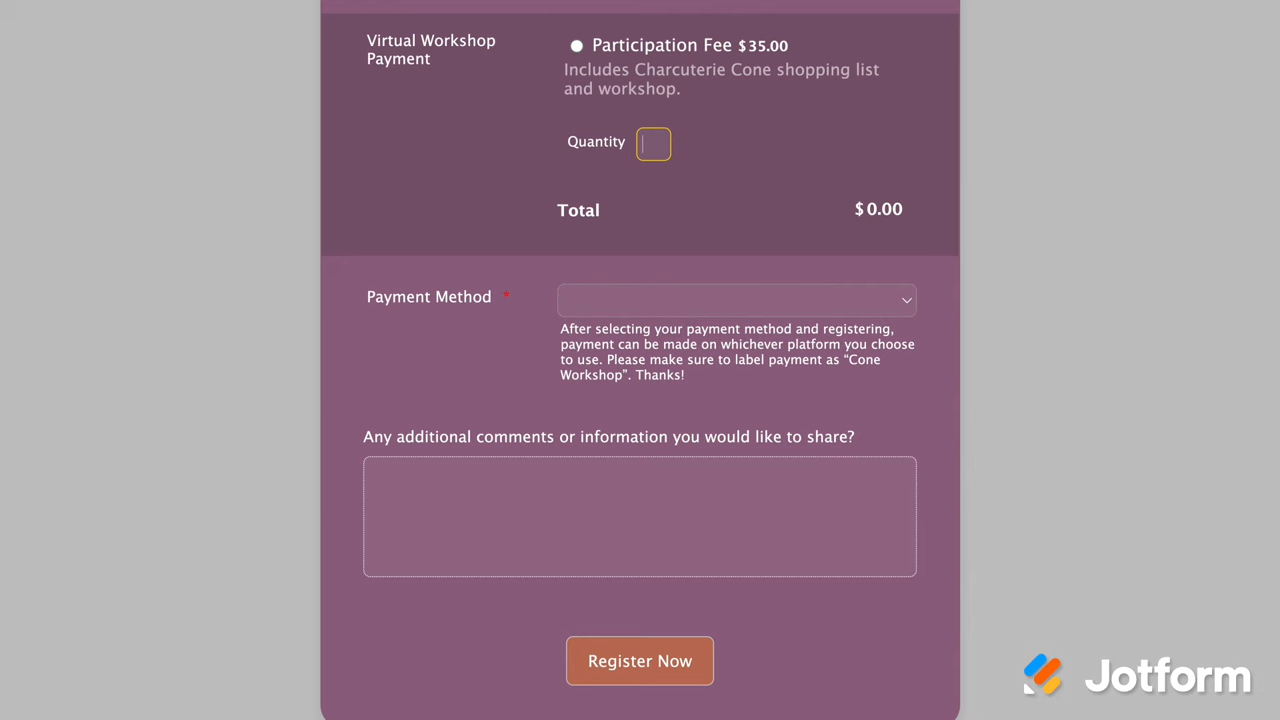 Virtual Workshop
Payment
Participation Fee $35.00
Includes Charcuterie Cone shopping list
and workshop.
Quantity
Total
$0.00
Payment Method *
After selecting your payment method and registering,
payment can be made on whichever platform you choose
to use. Please make sure to label payment as “Cone
Workshop”. Thanks!
Any additional comments or information you would like to share?
Register Now
Jotform